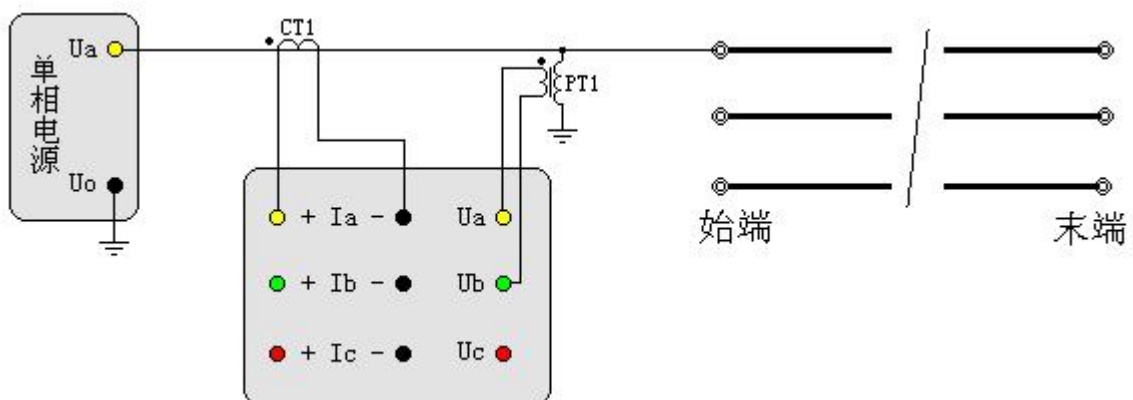 单相电源
Ua
Uo
CT1
PT1
+ Ia -
Ua
+ Ib -
Ub
+ Ic -
Uc
始端
末端